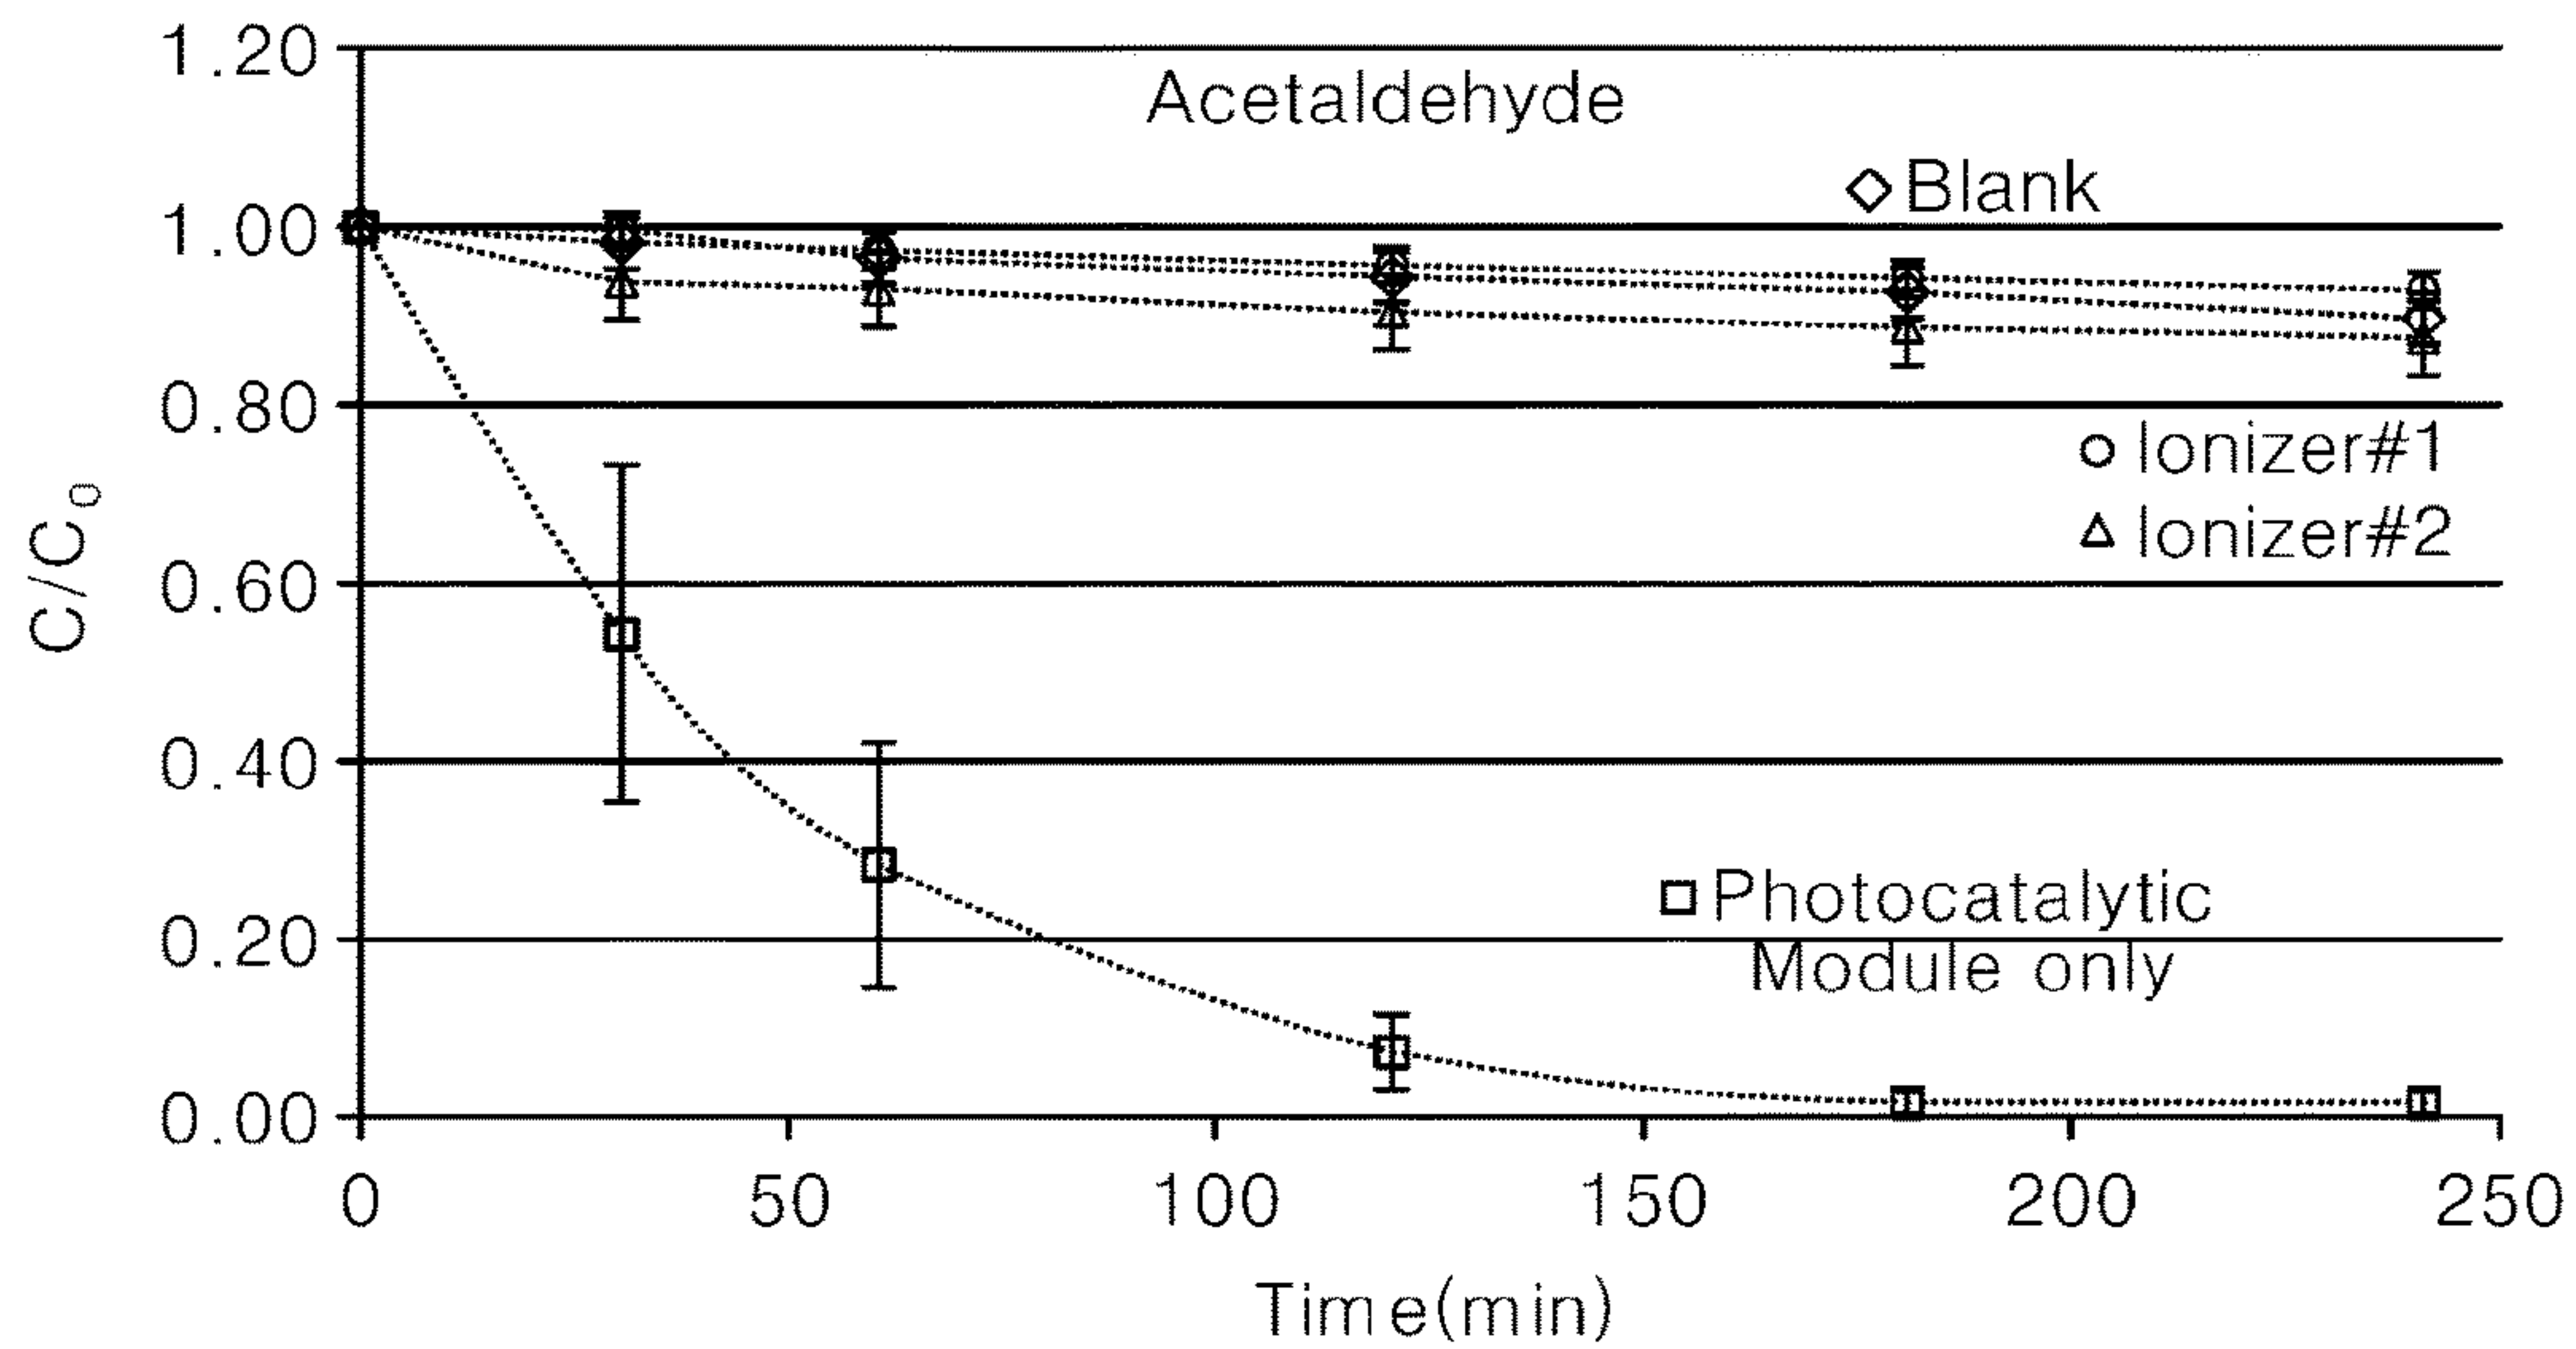 1.20
Acetaldehyde
◇ Blank
1.00
0.80
○ Ionizer#1
△ Ionizer#2
C/C₀
0.60
0.40
□ Photocatalytic
Module only
0.20
0.00
0 50 100 150 200 250
Time(min)